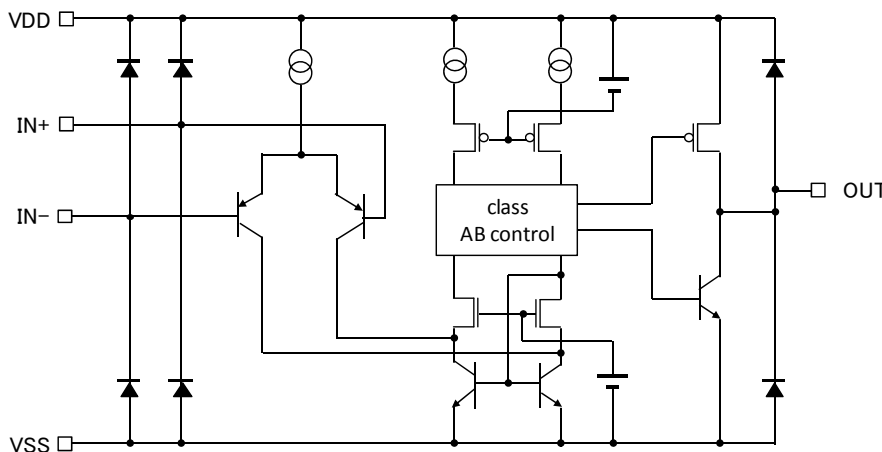 VDD
IN+
IN−
class
AB control
OUT
VSS